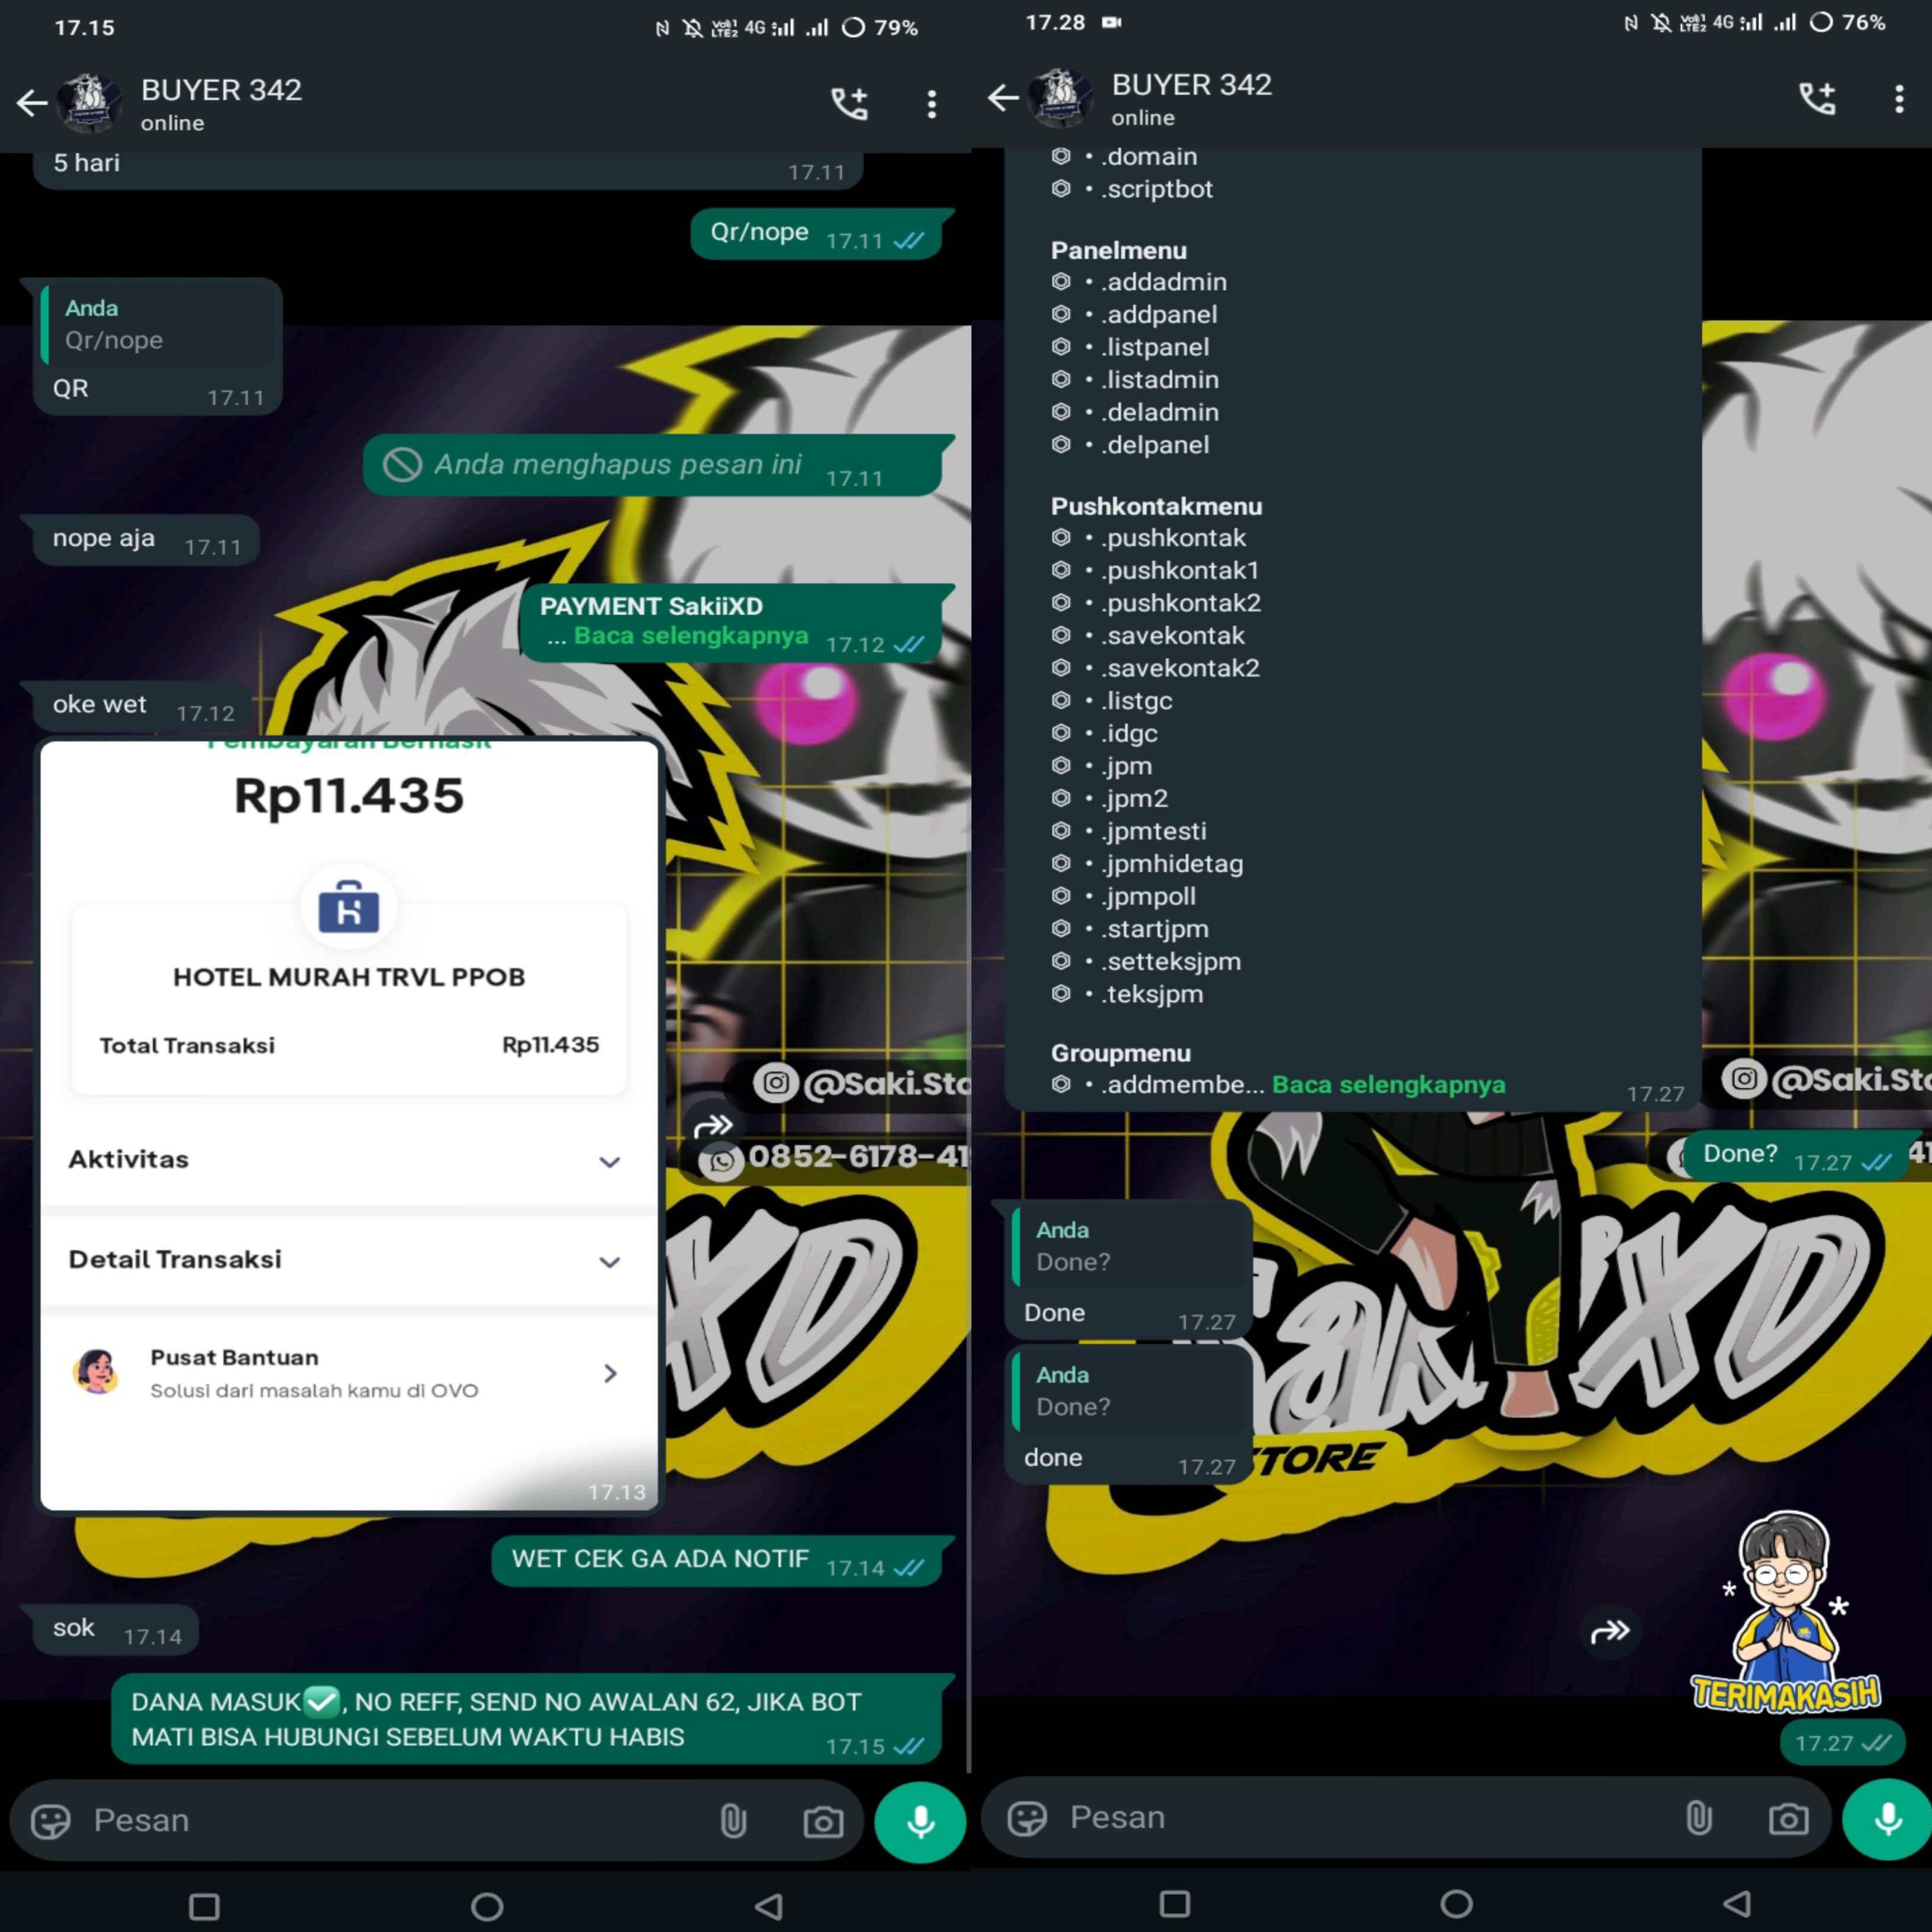 17.15
4G
79%
BUYER 342
online
5 hari
17.11
Qr/nope 17.11
Anda
Qr/nope
QR 17.11
Anda menghapus pesan ini 17.11
nope aja 17.11
PAYMENT SakiiXD
... Baca selengkapnya 17.12
oke wet 17.12
Pembayaran Berhasil
Rp11.435
HOTEL MURAH TRVL PPOB
Total Transaksi Rp11.435
Aktivitas
Detail Transaksi
Pusat Bantuan
Solusi dari masalah kamu di OVO
17.13
@Saki.Sto
0852-6178-41
XD
WET CEK GA ADA NOTIF 17.14
sok 17.14
DANA MASUK✅, NO REFF, SEND NO AWALAN 62, JIKA BOT
MATI BISA HUBUNGI SEBELUM WAKTU HABIS 17.15
Pesan
17.28
4G
76%
BUYER 342
online
• .domain
• .scriptbot
Panelmenu
• .addadmin
• .addpanel
• .listpanel
• .listadmin
• .deladmin
• .delpanel
Pushkontakmenu
• .pushkontak
• .pushkontak1
• .pushkontak2
• .savekontak
• .savekontak2
• .listgc
• .idgc
• .jpm
• .jpm2
• .jpmtesti
• .jpmhidetag
• .jpmpoll
• .startjpm
• .setteksjpm
• .teksjpm
Groupmenu
• .addmembe... Baca selengkapnya 17.27
@Saki.Sto
Done? 17.27
41
Anda
Done?
Done 17.27
Anda
Done?
done 17.27
XD
TORE
TERIMAKASIH
17.27
Pesan